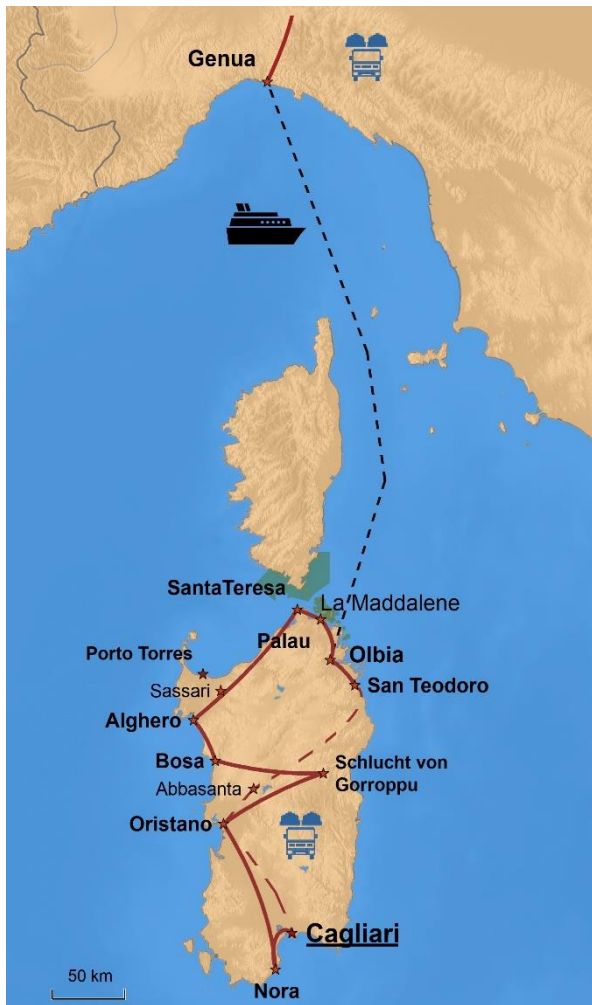 Genua
SantaTeresa
La Maddalene
Palau
Porto Torres
Olbia
Sassari
San Teodoro
Alghero
Bosa
Schlucht von
Gorroppu
Abbasanta
Oristano
Cagliari
50 km
Nora